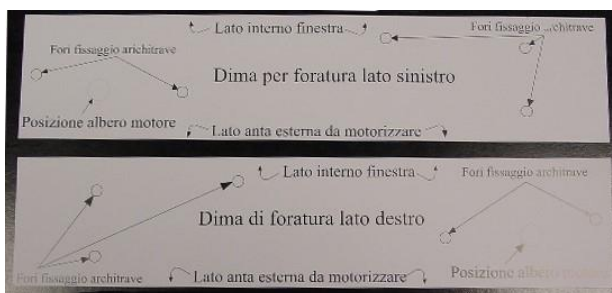 Lato interno finestra
Fori fissaggio arichitrave
Fori fissaggio
Dima per foratura lato sinistro
Posizione albero motore
Lato anta esterna da motorizzare
Lato interno finestra
Fori fissaggio architrave
Dima di foratura lato destro
Fori fissaggio architrave
Lato anta esterna da motorizzare
Posizione albero